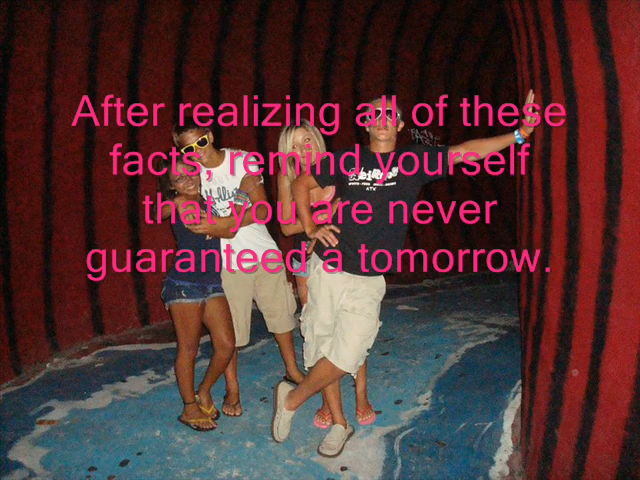 After realizing all of these
facts, remind yourself
that you are never
guaranteed a tomorrow.